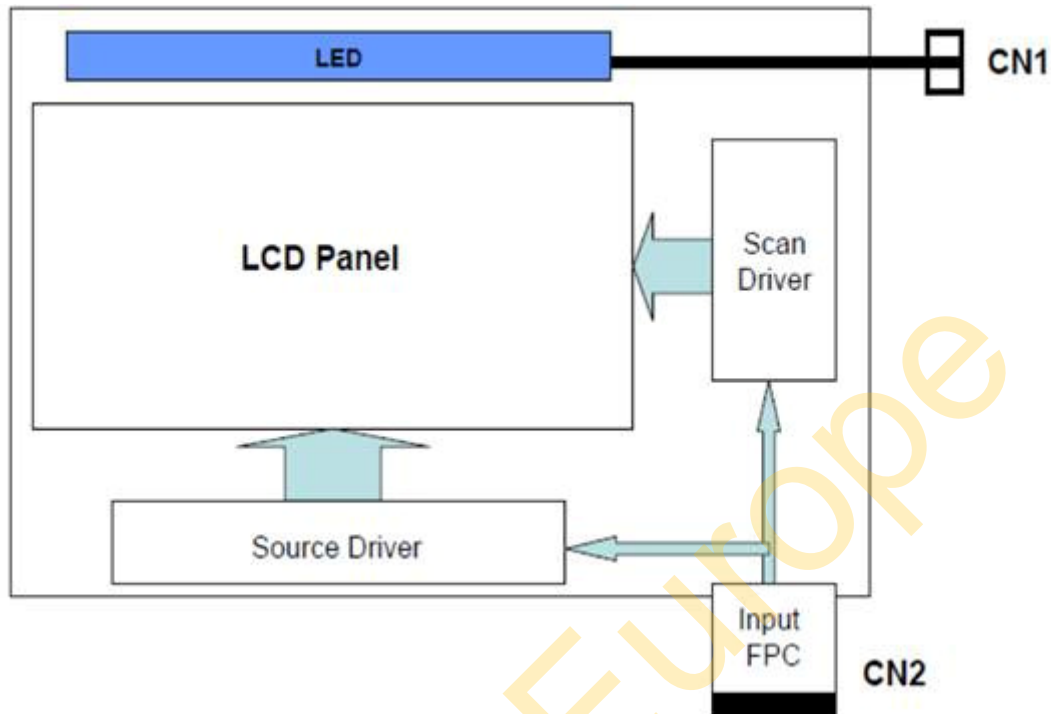 LED
CN1
LCD Panel
Scan
Driver
Source Driver
Input
FPC
CN2
Europe